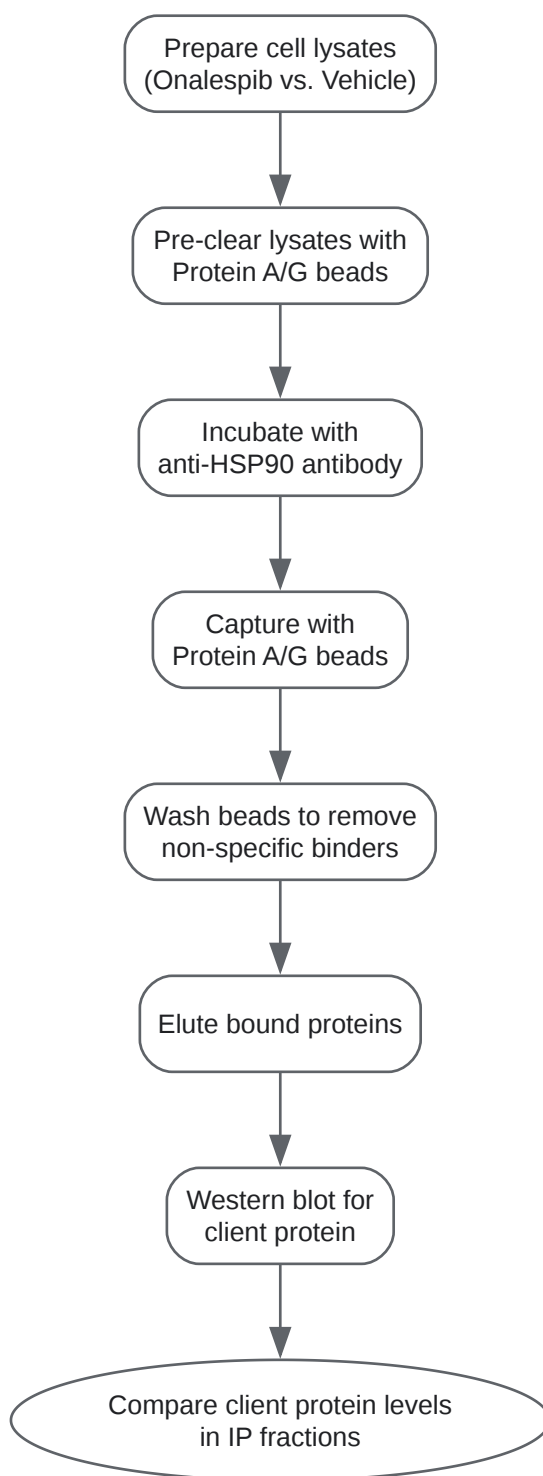 Prepare cell lysates
(Onalespib vs. Vehicle)
Pre-clear lysates with
Protein A/G beads
Incubate with
anti-HSP90 antibody
Capture with
Protein A/G beads
Wash beads to remove
non-specific binders
Elute bound proteins
Western blot for
client protein
Compare client protein levels
in IP fractions